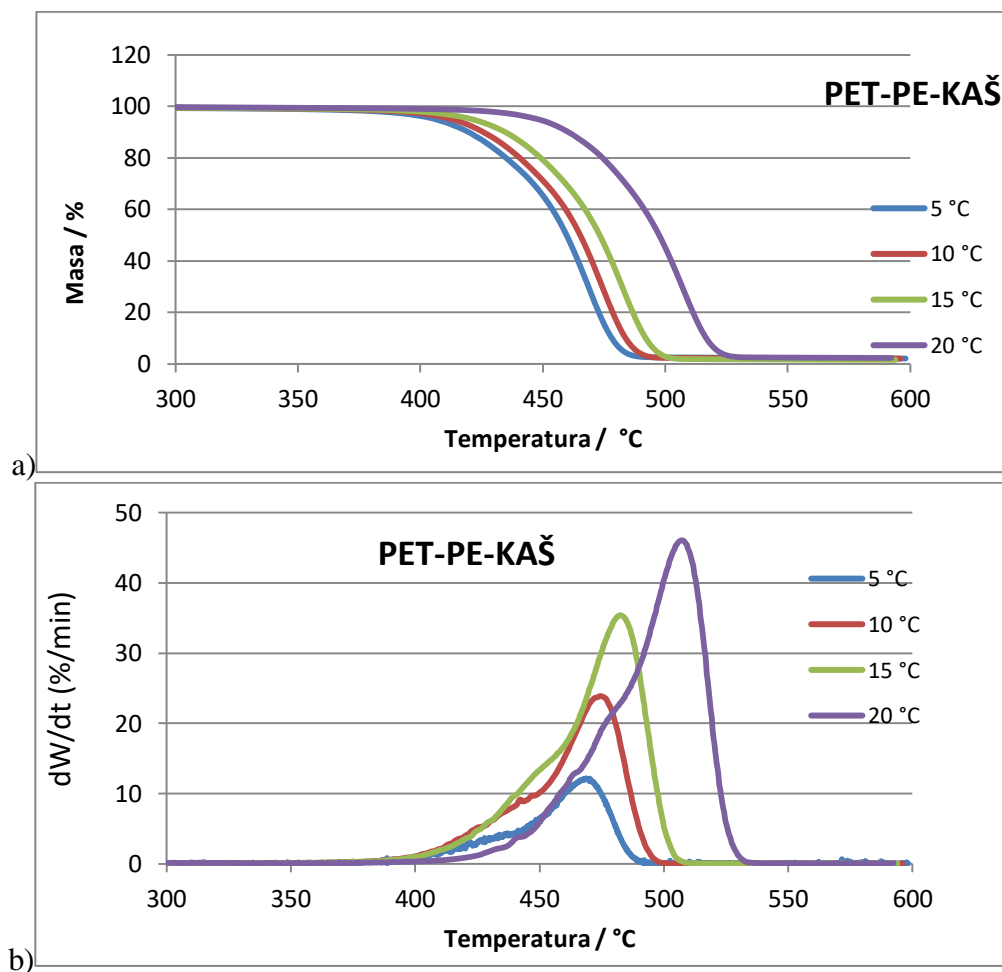 120
100
80
60
40
20
0
Masa / %
PET-PE-KAŠ
5 °C
10 °C
15 °C
20 °C
300 350 400 450 500 550 600
Temperatura / °C
a)
50
40
30
20
10
0
dW/dt (%/min)
PET-PE-KAŠ
5 °C
10 °C
15 °C
20 °C
300 350 400 450 500 550 600
Temperatura / °C
b)